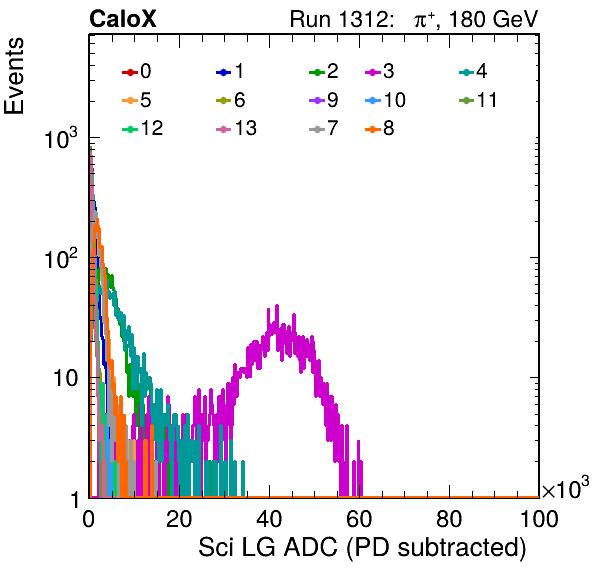 CaloX Run 1312: π⁺, 180 GeV
Events
0 1 2 3 4
5 6 9 10 11
12 13 7 8
10³
10²
10
1
0 20 40 60 80 100
×10³
Sci LG ADC (PD subtracted)